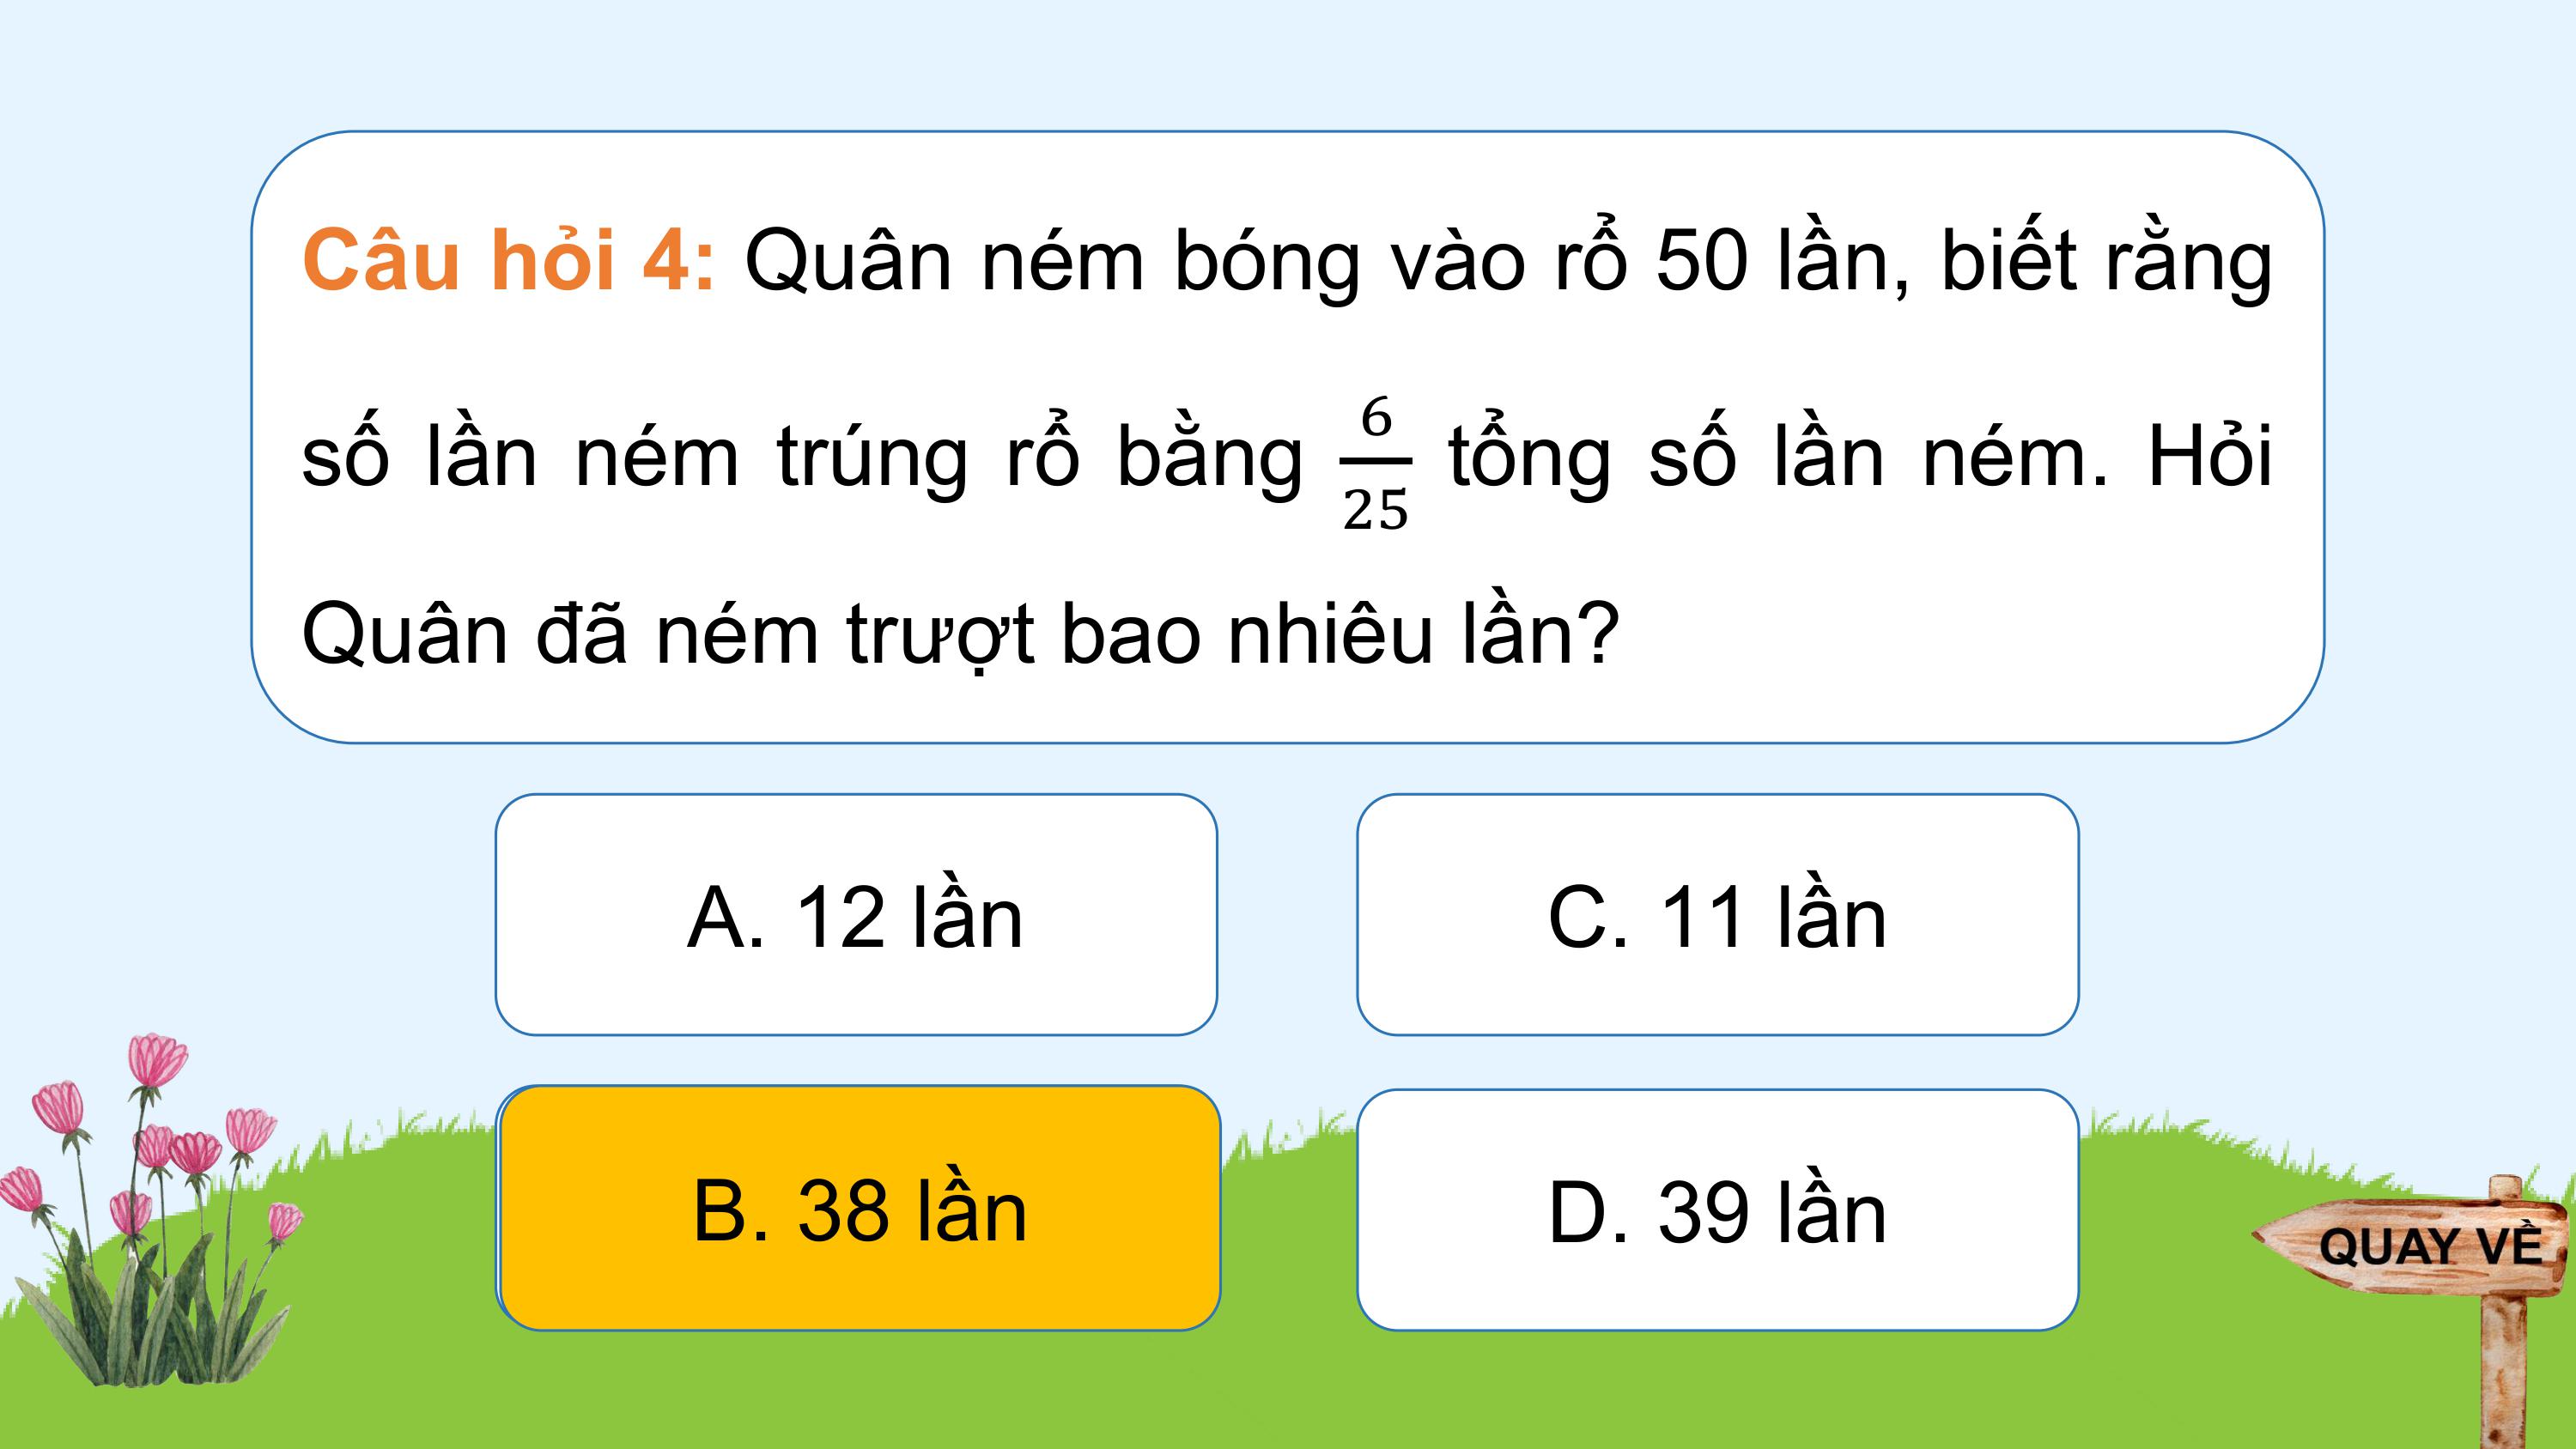 Câu hỏi 4: Quân ném bóng vào rổ 50 lần, biết rằng
số lần ném trúng rổ bằng 6/25 tổng số lần ném. Hỏi
Quân đã ném trượt bao nhiêu lần?
A. 12 lần
C. 11 lần
B. 38 lần
D. 39 lần
QUAY VỀ